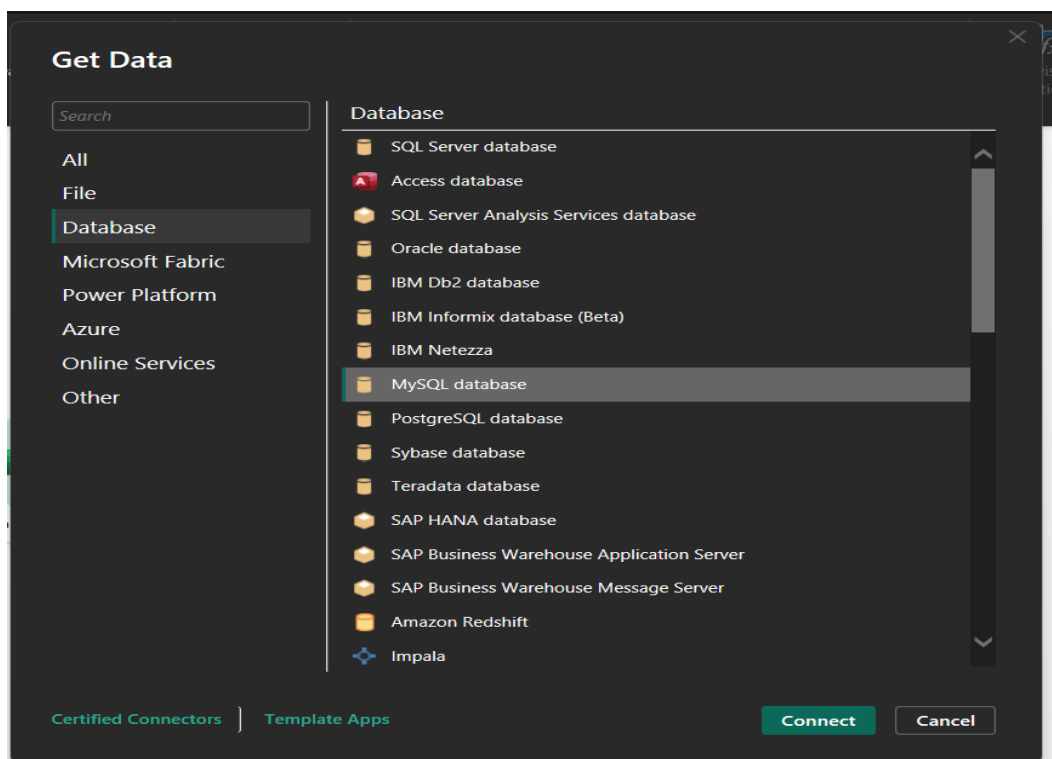 Get Data
Search
All
File
Database
Microsoft Fabric
Power Platform
Azure
Online Services
Other
Database
SQL Server database
Access database
SQL Server Analysis Services database
Oracle database
IBM Db2 database
IBM Informix database (Beta)
IBM Netezza
MySQL database
PostgreSQL database
Sybase database
Teradata database
SAP HANA database
SAP Business Warehouse Application Server
SAP Business Warehouse Message Server
Amazon Redshift
Impala
Certified Connectors
Template Apps
Connect
Cancel